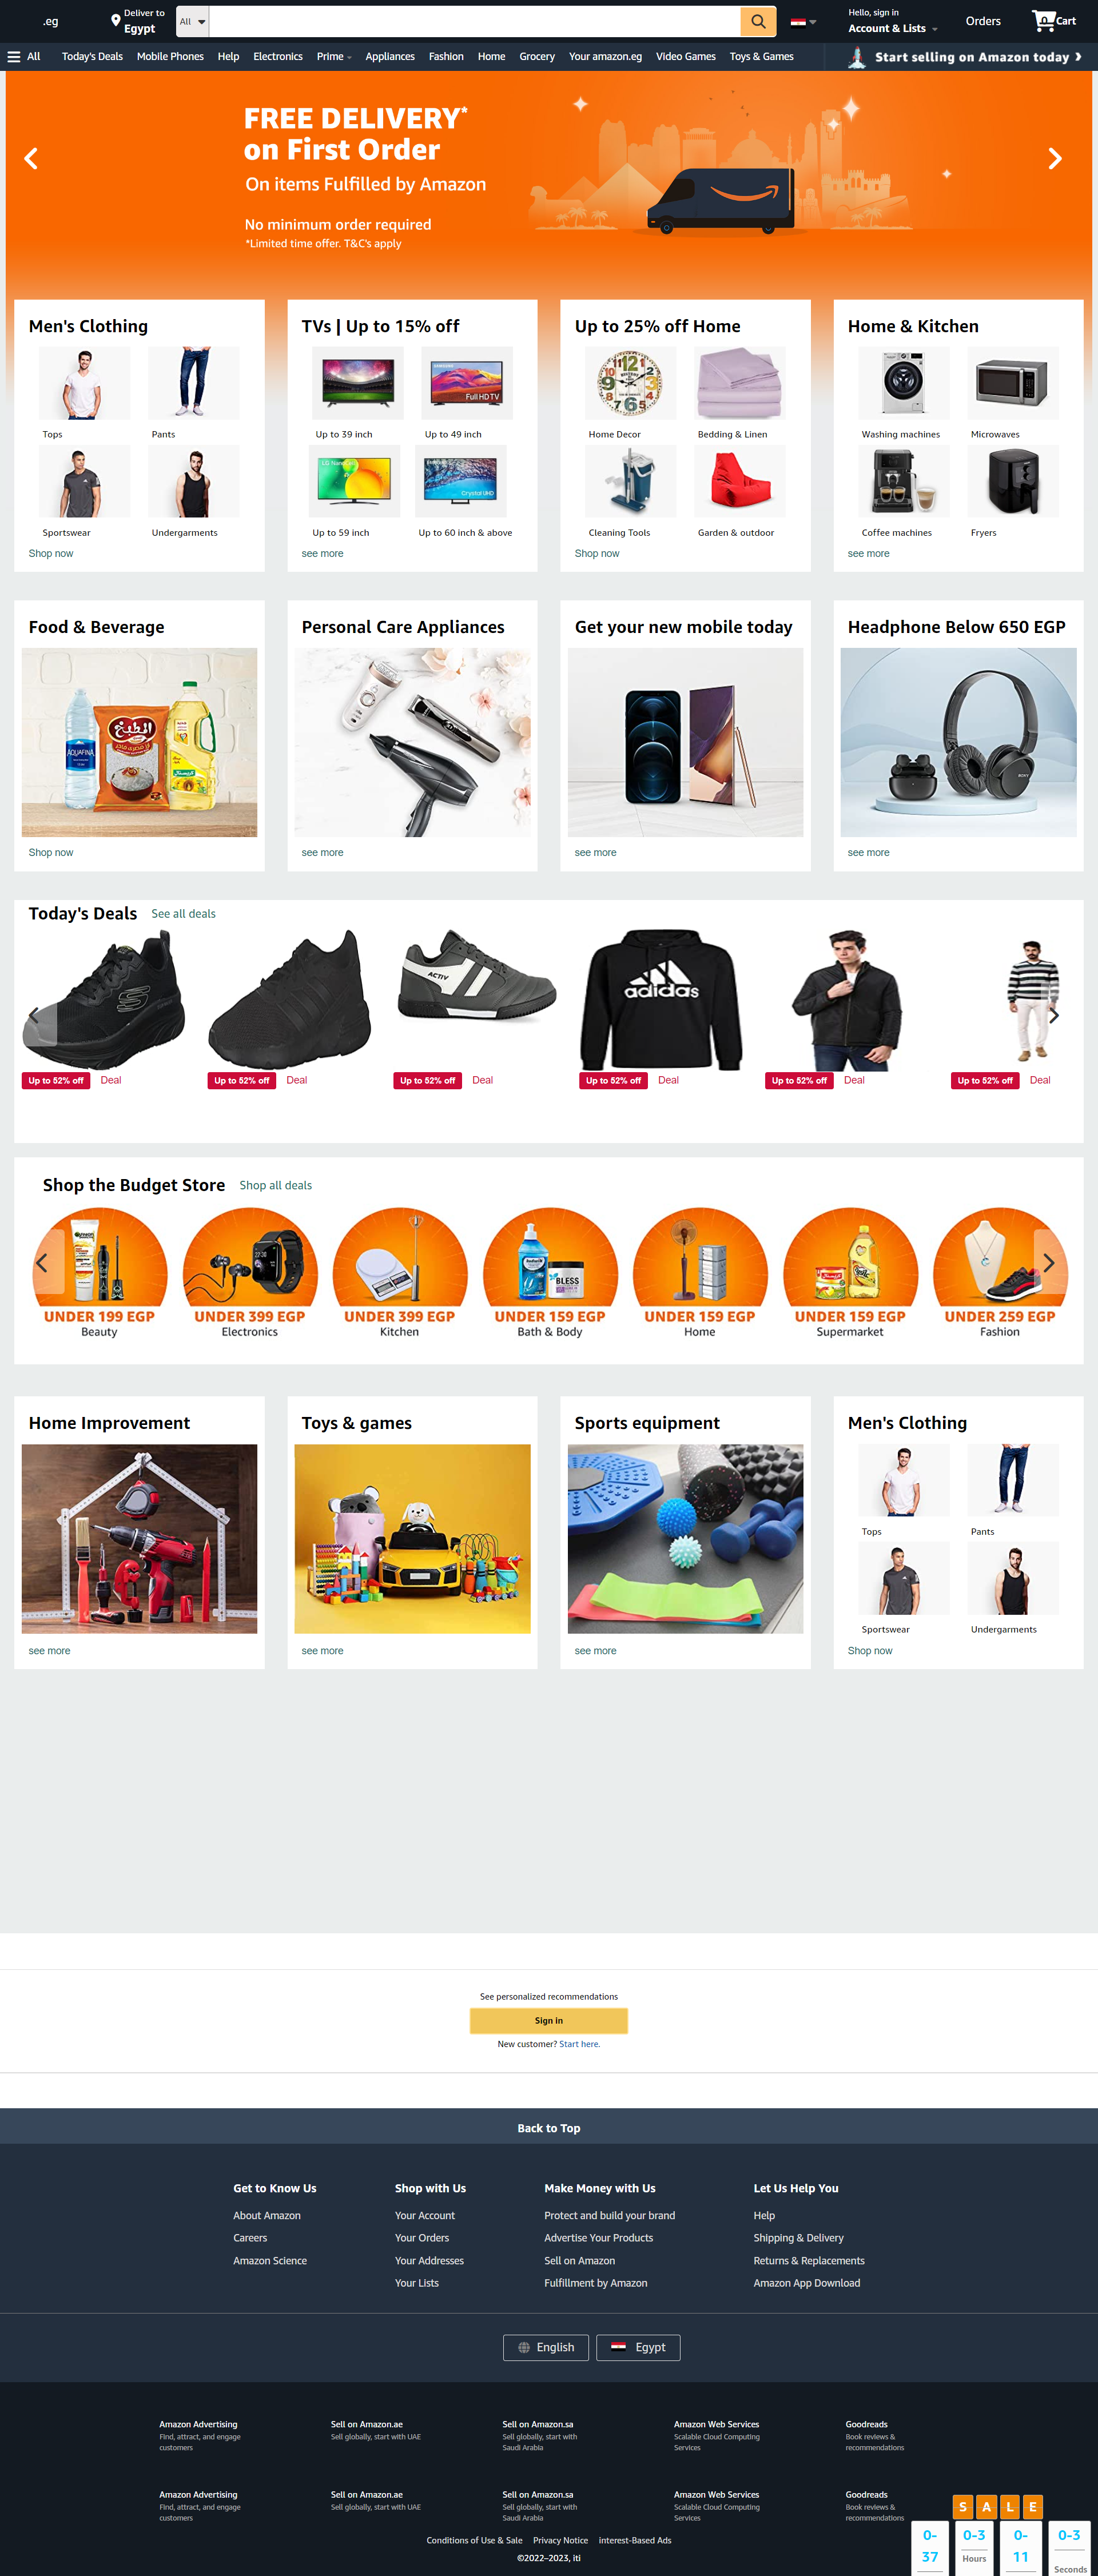 .eg
Deliver to
Egypt
All
Hello, sign in
Account & Lists
Orders
0 Cart
All Today's Deals Mobile Phones Help Electronics Prime Appliances Fashion Home Grocery Your amazon.eg Video Games Toys & Games
Start selling on Amazon today ›
FREE DELIVERY*
on First Order
On items Fulfilled by Amazon
No minimum order required
*Limited time offer. T&C's apply
Men's Clothing
Tops Pants
Sportswear Undergarments
Shop now
TVs | Up to 15% off
SAMSUNG
Full HD TV
Up to 39 inch Up to 49 inch
LG NanoCell
Crystal UHD
Up to 59 inch Up to 60 inch & above
see more
Up to 25% off Home
Home Decor Bedding & Linen
Cleaning Tools Garden & outdoor
Shop now
Home & Kitchen
Washing machines Microwaves
Coffee machines Fryers
see more
Food & Beverage
AQUAFINA
المطبخ
Shop now
Personal Care Appliances
see more
Get your new mobile today
see more
Headphone Below 650 EGP
SONY
see more
Today's Deals See all deals
ACTIV
adidas
Up to 52% off Deal
Up to 52% off Deal
Up to 52% off Deal
Up to 52% off Deal
Up to 52% off Deal
Up to 52% off Deal
Shop the Budget Store Shop all deals
GARNIER
BLESS
UNDER 199 EGP
Beauty
UNDER 399 EGP
Electronics
UNDER 399 EGP
Kitchen
UNDER 159 EGP
Bath & Body
UNDER 159 EGP
Home
UNDER 159 EGP
Supermarket
UNDER 259 EGP
Fashion
Home Improvement
see more
Toys & games
see more
Sports equipment
see more
Men's Clothing
Tops Pants
Sportswear Undergarments
Shop now
See personalized recommendations
Sign in
New customer? Start here.
Back to Top
Get to Know Us
About Amazon
Careers
Amazon Science
Shop with Us
Your Account
Your Orders
Your Addresses
Your Lists
Make Money with Us
Protect and build your brand
Advertise Your Products
Sell on Amazon
Fulfillment by Amazon
Let Us Help You
Help
Shipping & Delivery
Returns & Replacements
Amazon App Download
English
Egypt
Amazon Advertising
Find, attract, and engage
customers
Sell on Amazon.ae
Sell globally, start with UAE
Sell on Amazon.sa
Sell globally, start with
Saudi Arabia
Amazon Web Services
Scalable Cloud Computing
Services
Goodreads
Book reviews &
recommendations
Amazon Advertising
Find, attract, and engage
customers
Sell on Amazon.ae
Sell globally, start with UAE
Sell on Amazon.sa
Sell globally, start with
Saudi Arabia
Amazon Web Services
Scalable Cloud Computing
Services
Goodreads
Book reviews &
recommendations
Conditions of Use & Sale Privacy Notice interest-Based Ads
©2022–2023, iti
S A L E
0-
37
0-3
Hours
0-
11
0-3
Seconds